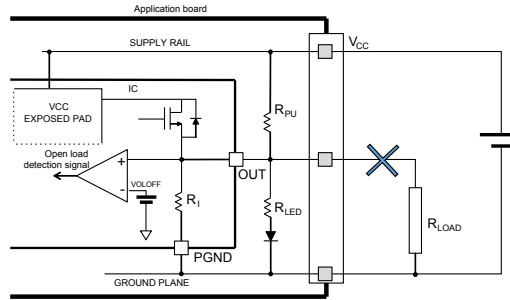 Application board
SUPPLY RAIL
VCC
IC
VCC
EXPOSED PAD
RPU
Open load
detection signal
+
-
VOLOFF
OUT
RI
RLED
RLOAD
PGND
GROUND PLANE